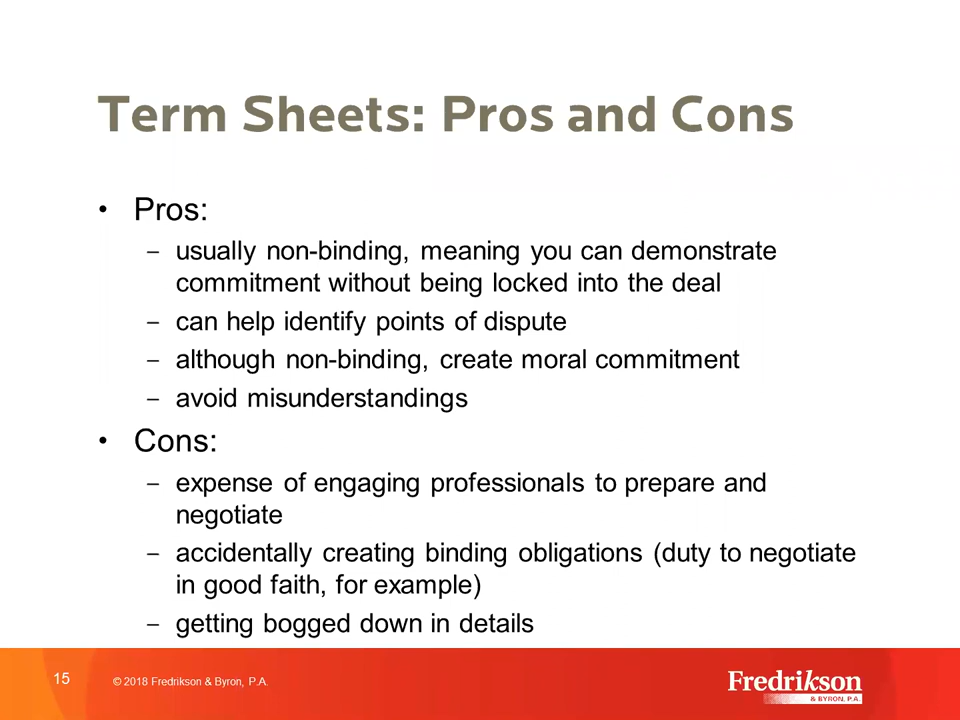 Term Sheets: Pros and Cons
• Pros:
– usually non-binding, meaning you can demonstrate
commitment without being locked into the deal
– can help identify points of dispute
– although non-binding, create moral commitment
– avoid misunderstandings
• Cons:
– expense of engaging professionals to prepare and
negotiate
– accidentally creating binding obligations (duty to negotiate
in good faith, for example)
– getting bogged down in details
15
© 2018 Fredrikson & Byron, P.A.
Fredrikson
& BYRON, P.A.